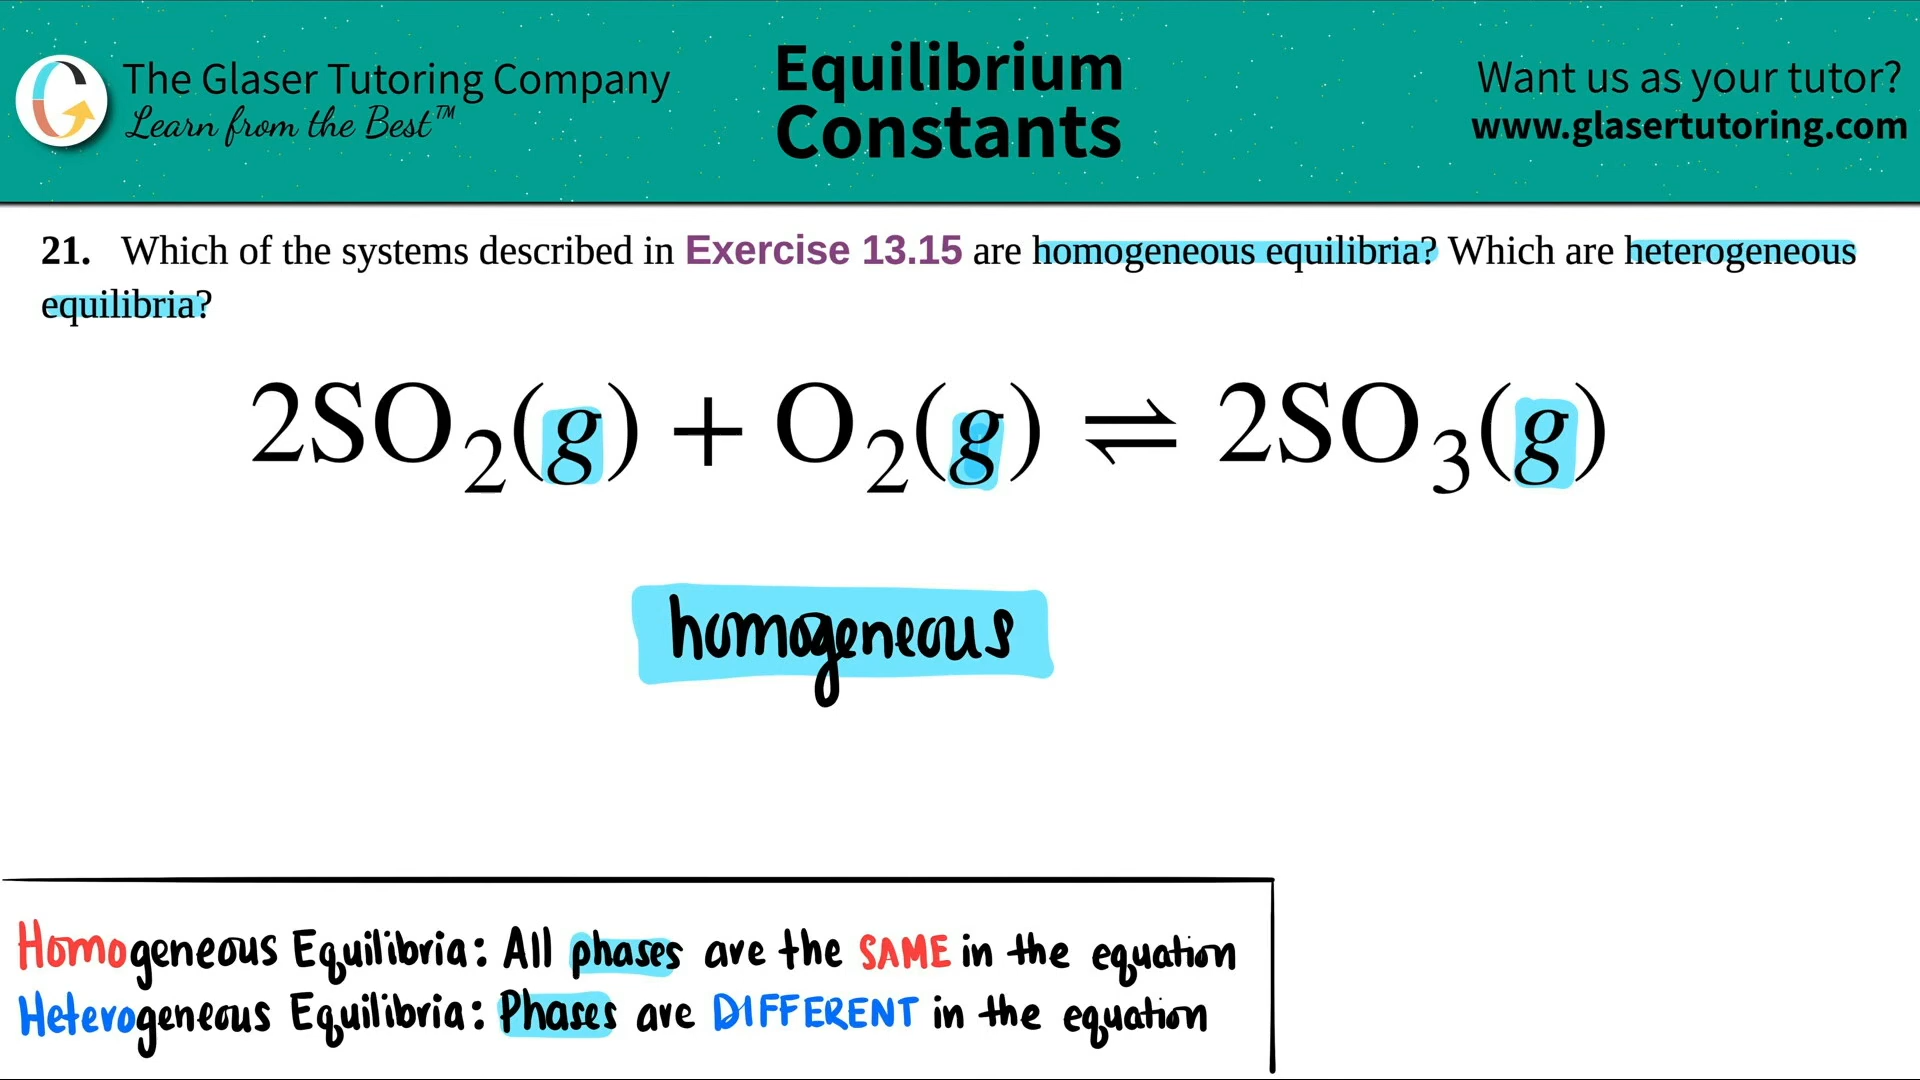 The Glaser Tutoring Company
Learn from the Best™
Equilibrium
Constants
Want us as your tutor?
www.glasertutoring.com
21. Which of the systems described in Exercise 13.15 are homogeneous equilibria? Which are heterogeneous
equilibria?
2SO₂(g) + O₂(g) ⇌ 2SO₃(g)
homogeneous
Homogeneous Equilibria: All phases are the SAME in the equation
Heterogeneous Equilibria: Phases are DIFFERENT in the equation